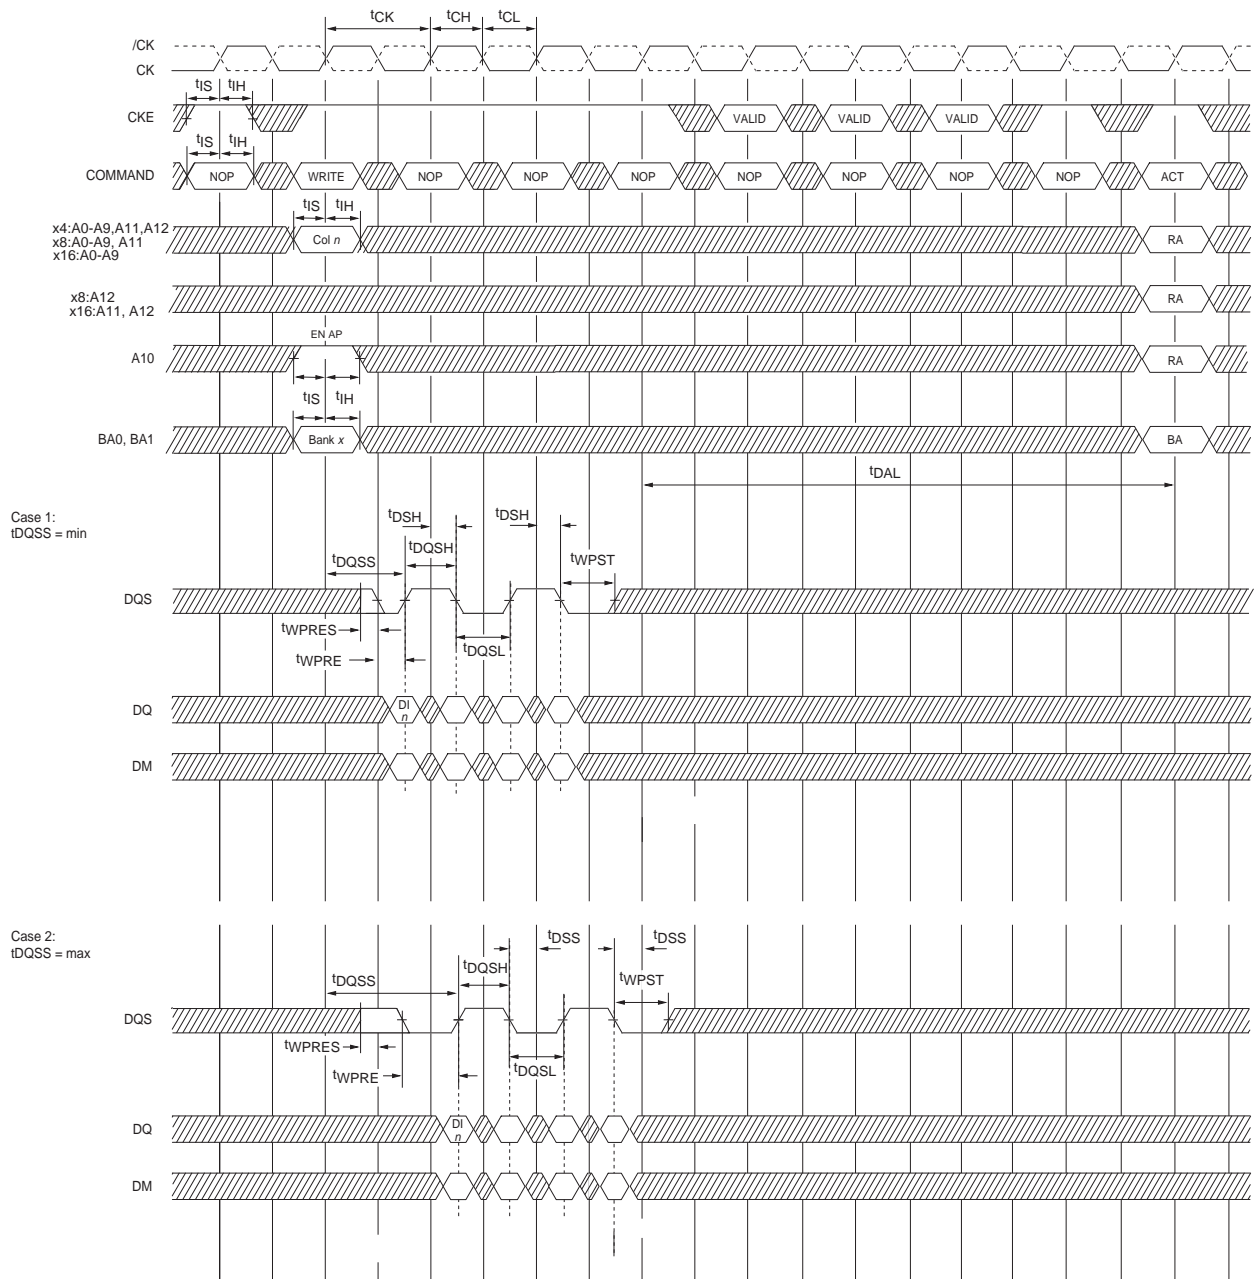 tCK tCH tCL
/CK
CK
tIS tIH
CKE VALID VALID VALID
tIS tIH
COMMAND NOP WRITE NOP NOP NOP NOP NOP NOP NOP ACT
tIS tIH
x4:A0-A9,A11,A12
x8:A0-A9, A11
x16:A0-A9
Col n RA
x8:A12
x16:A11, A12
RA
EN AP
A10 RA
tIS tIH
BA0, BA1 Bank x BA
tDAL
Case 1:
tDQSS = min
tDSH tDSH
tDQSH
tDQSS tWPST
DQS
tWPRES
tWPRE tDQSL
DQ DI
n
DM
Case 2:
tDQSS = max
tDSS tDSS
tDQSH
tDQSS tWPST
DQS
tWPRES
tWPRE tDQSL
DQ DI
n
DM